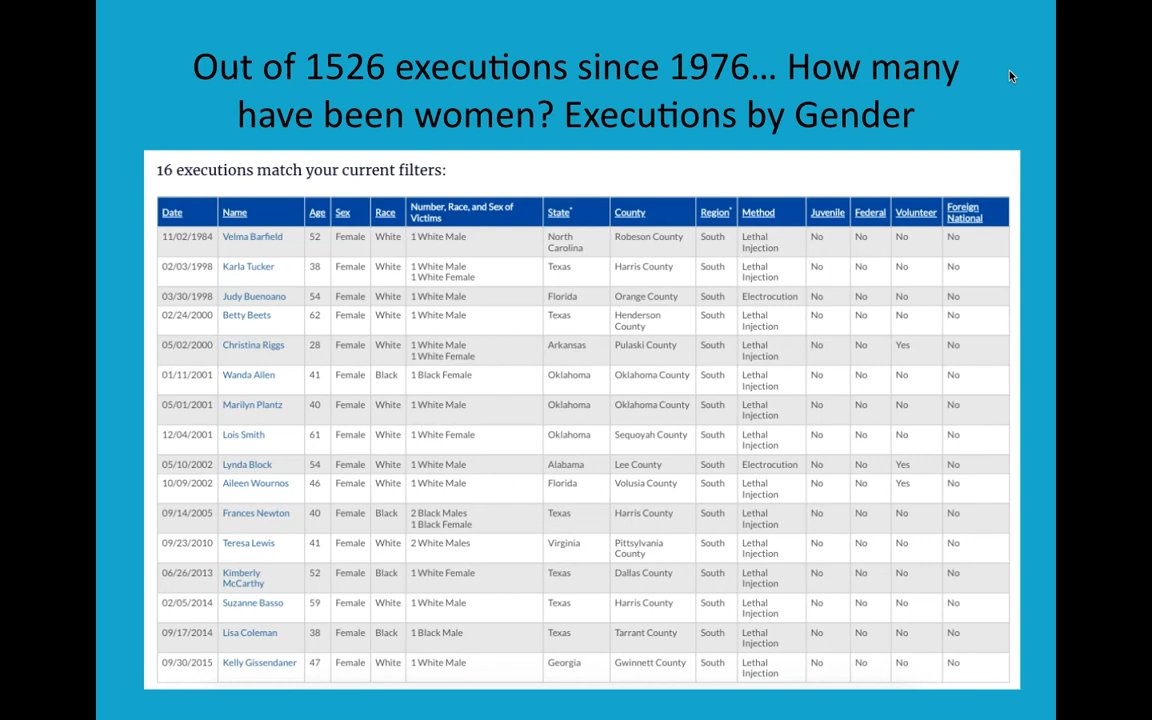 Out of 1526 executions since 1976... How many
have been women? Executions by Gender
16 executions match your current filters:
Date Name Age Sex Race Number, Race, and Sex of Victims State* County Region* Method Juvenile Federal Volunteer Foreign National
11/02/1984 Velma Barfield 52 Female White 1 White Male North Carolina Robeson County South Lethal Injection No No No No
02/03/1998 Karla Tucker 38 Female White 1 White Male 1 White Female Texas Harris County South Lethal Injection No No No No
03/30/1998 Judy Buenoano 54 Female White 1 White Male Florida Orange County South Electrocution No No No No
02/24/2000 Betty Beets 62 Female White 1 White Male Texas Henderson County South Lethal Injection No No No No
05/02/2000 Christina Riggs 28 Female White 1 White Male 1 White Female Arkansas Pulaski County South Lethal Injection No No Yes No
01/11/2001 Wanda Allen 41 Female Black 1 Black Female Oklahoma Oklahoma County South Lethal Injection No No No No
05/01/2001 Marilyn Plantz 40 Female White 1 White Male Oklahoma Oklahoma County South Lethal Injection No No No No
12/04/2001 Lois Smith 61 Female White 1 White Female Oklahoma Sequoyah County South Lethal Injection No No No No
05/10/2002 Lynda Block 54 Female White 1 White Male Alabama Lee County South Electrocution No No Yes No
10/09/2002 Aileen Wournos 46 Female White 1 White Male Florida Volusia County South Lethal Injection No No Yes No
09/14/2005 Frances Newton 40 Female Black 2 Black Males 1 Black Female Texas Harris County South Lethal Injection No No No No
09/23/2010 Teresa Lewis 41 Female White 2 White Males Virginia Pittsylvania County South Lethal Injection No No No No
06/26/2013 Kimberly McCarthy 52 Female Black 1 White Female Texas Dallas County South Lethal Injection No No No No
02/05/2014 Suzanne Basso 59 Female White 1 White Male Texas Harris County South Lethal Injection No No No No
09/17/2014 Lisa Coleman 38 Female Black 1 Black Male Texas Tarrant County South Lethal Injection No No No No
09/30/2015 Kelly Gissendaner 47 Female White 1 White Male Georgia Gwinnett County South Lethal Injection No No No No